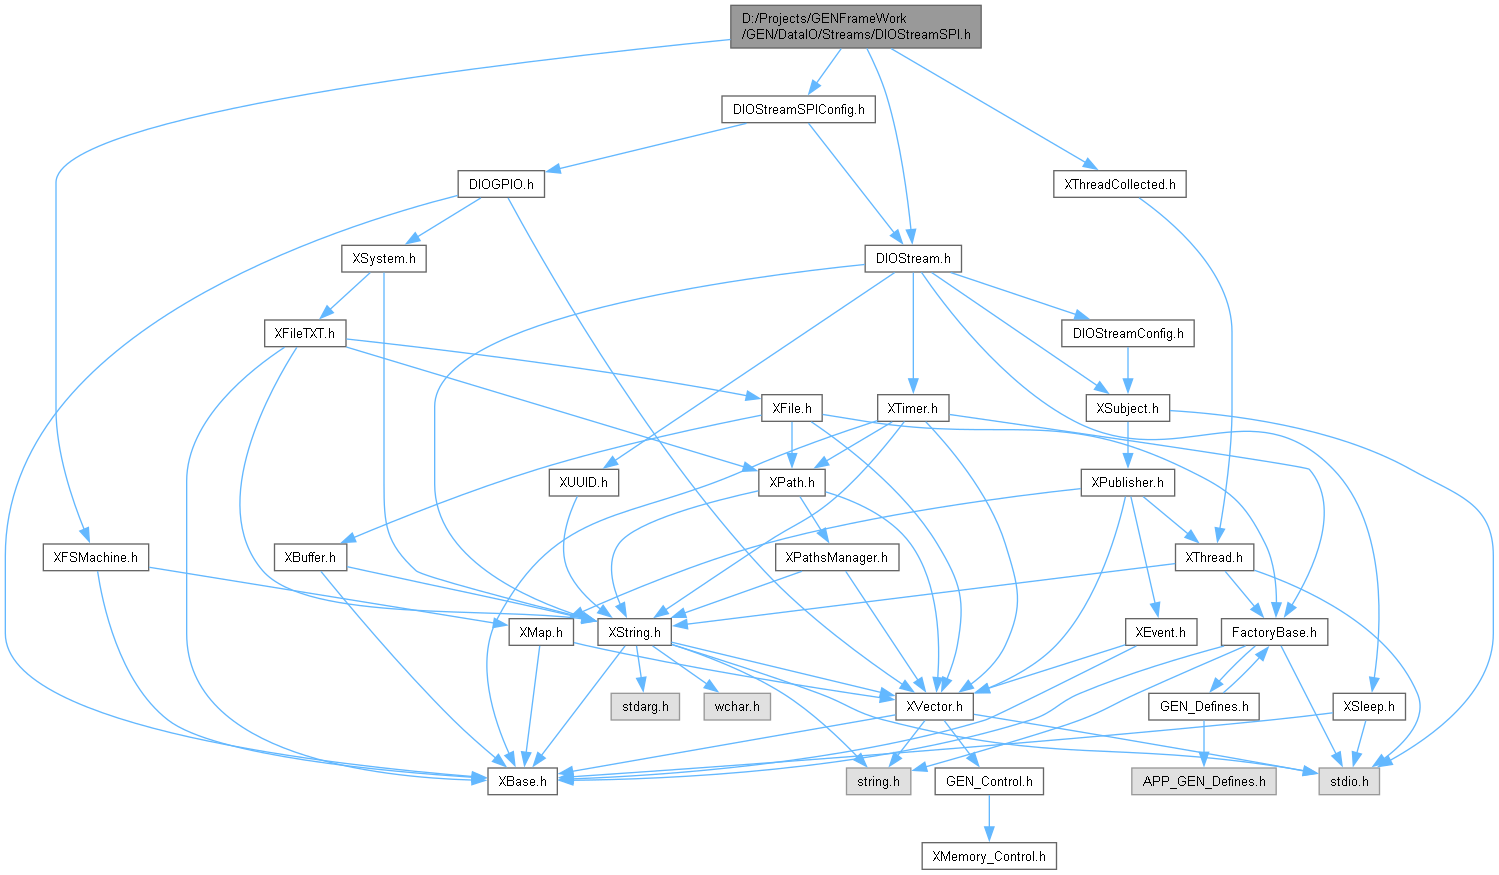 D:/Projects/GENFrameWork
/GEN/DataIO/Streams/DIOStreamSPI.h
DIOStreamSPIConfig.h
DIOGPIO.h
XThreadCollected.h
XSystem.h
DIOStream.h
XFileTXT.h
DIOStreamConfig.h
XFile.h
XTimer.h
XSubject.h
XUUID.h
XPath.h
XPublisher.h
XFSMachine.h
XBuffer.h
XPathsManager.h
XThread.h
XMap.h
XString.h
XEvent.h
FactoryBase.h
stdarg.h
wchar.h
XVector.h
GEN_Defines.h
XSleep.h
XBase.h
string.h
GEN_Control.h
APP_GEN_Defines.h
stdio.h
XMemory_Control.h